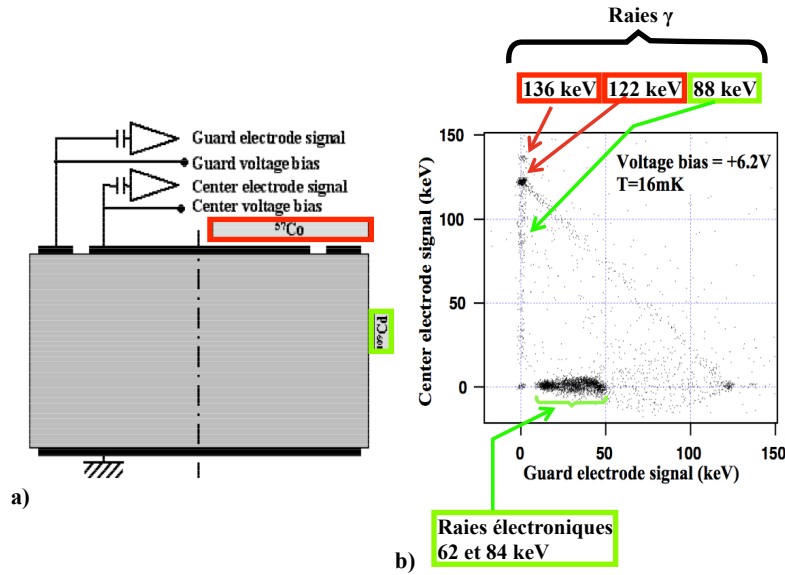 Raies γ
136 keV 122 keV 88 keV
Guard electrode signal
Guard voltage bias
Center electrode signal
Center voltage bias
57Co
109Cd
a)
150
100
50
0
Center electrode signal (keV)
Voltage bias = +6.2V
T=16mK
0 50 100 150
Guard electrode signal (keV)
Raies électroniques
62 et 84 keV
b)